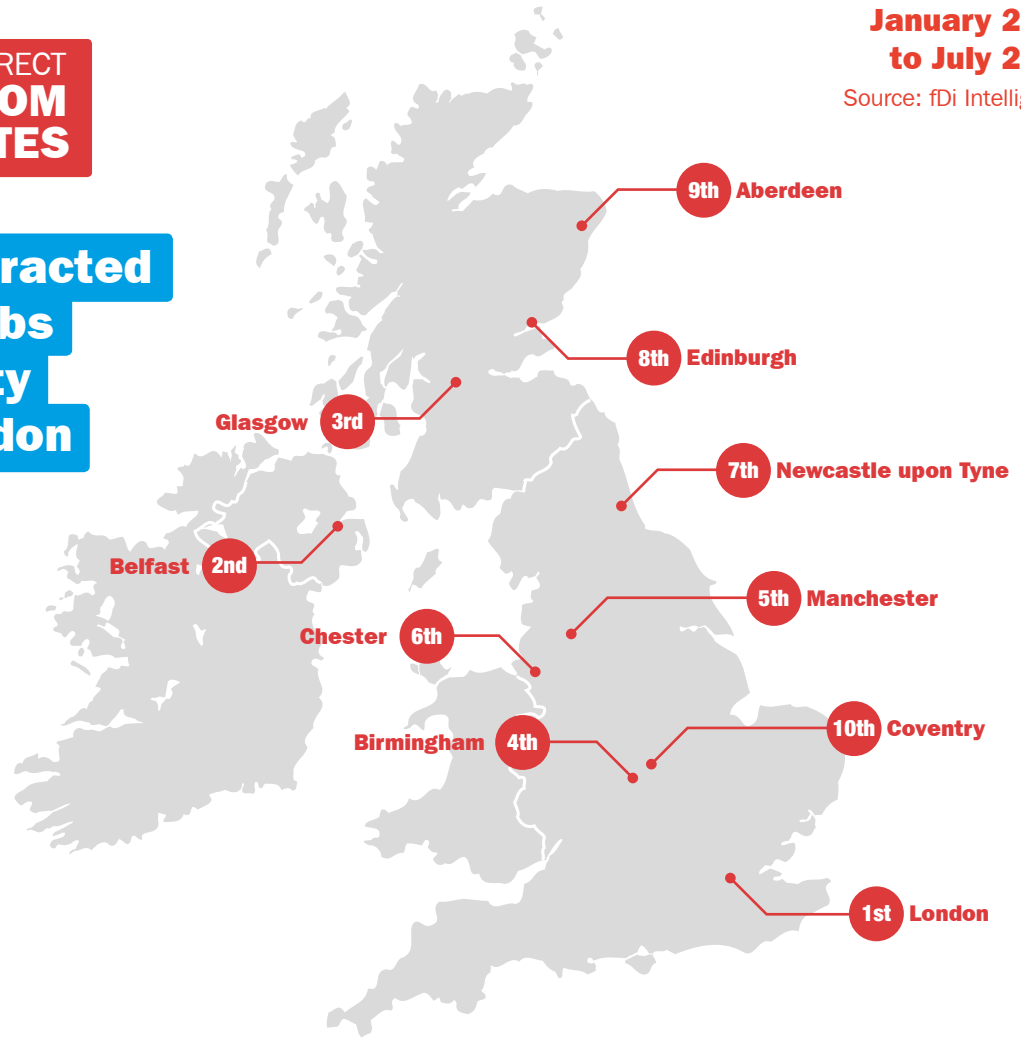 January 2
to July 2
Source: fDi Intellig
RECT
OM
TES
racted
bs
ty
don
9th Aberdeen
8th Edinburgh
Glasgow 3rd
7th Newcastle upon Tyne
Belfast 2nd
5th Manchester
Chester 6th
10th Coventry
Birmingham 4th
1st London